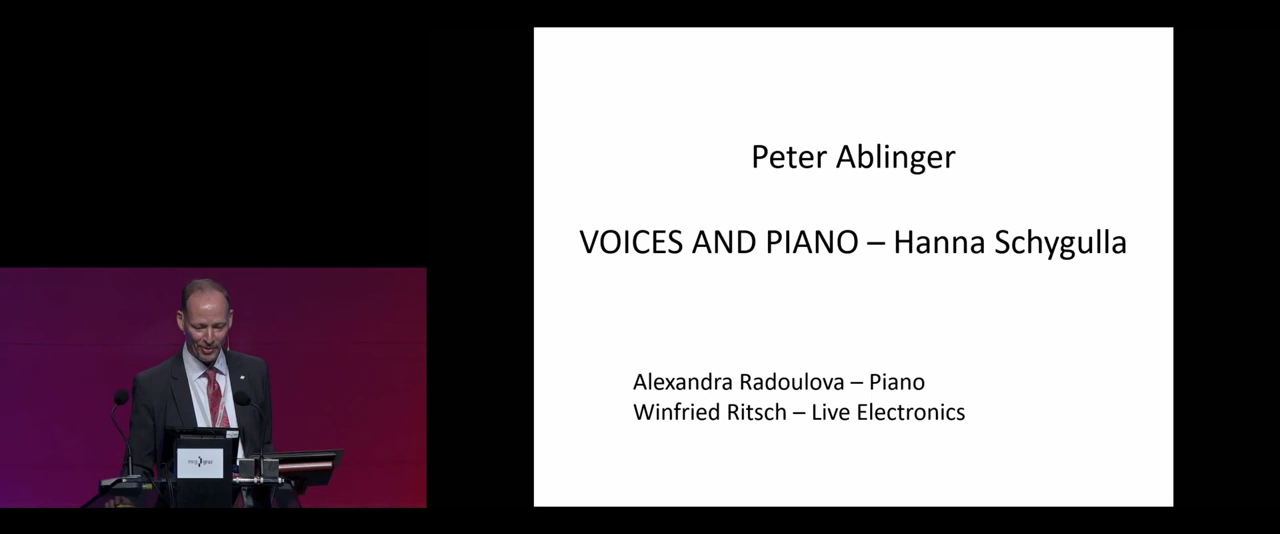 Peter Ablinger
VOICES AND PIANO – Hanna Schygulla
Alexandra Radoulova – Piano
Winfried Ritsch – Live Electronics